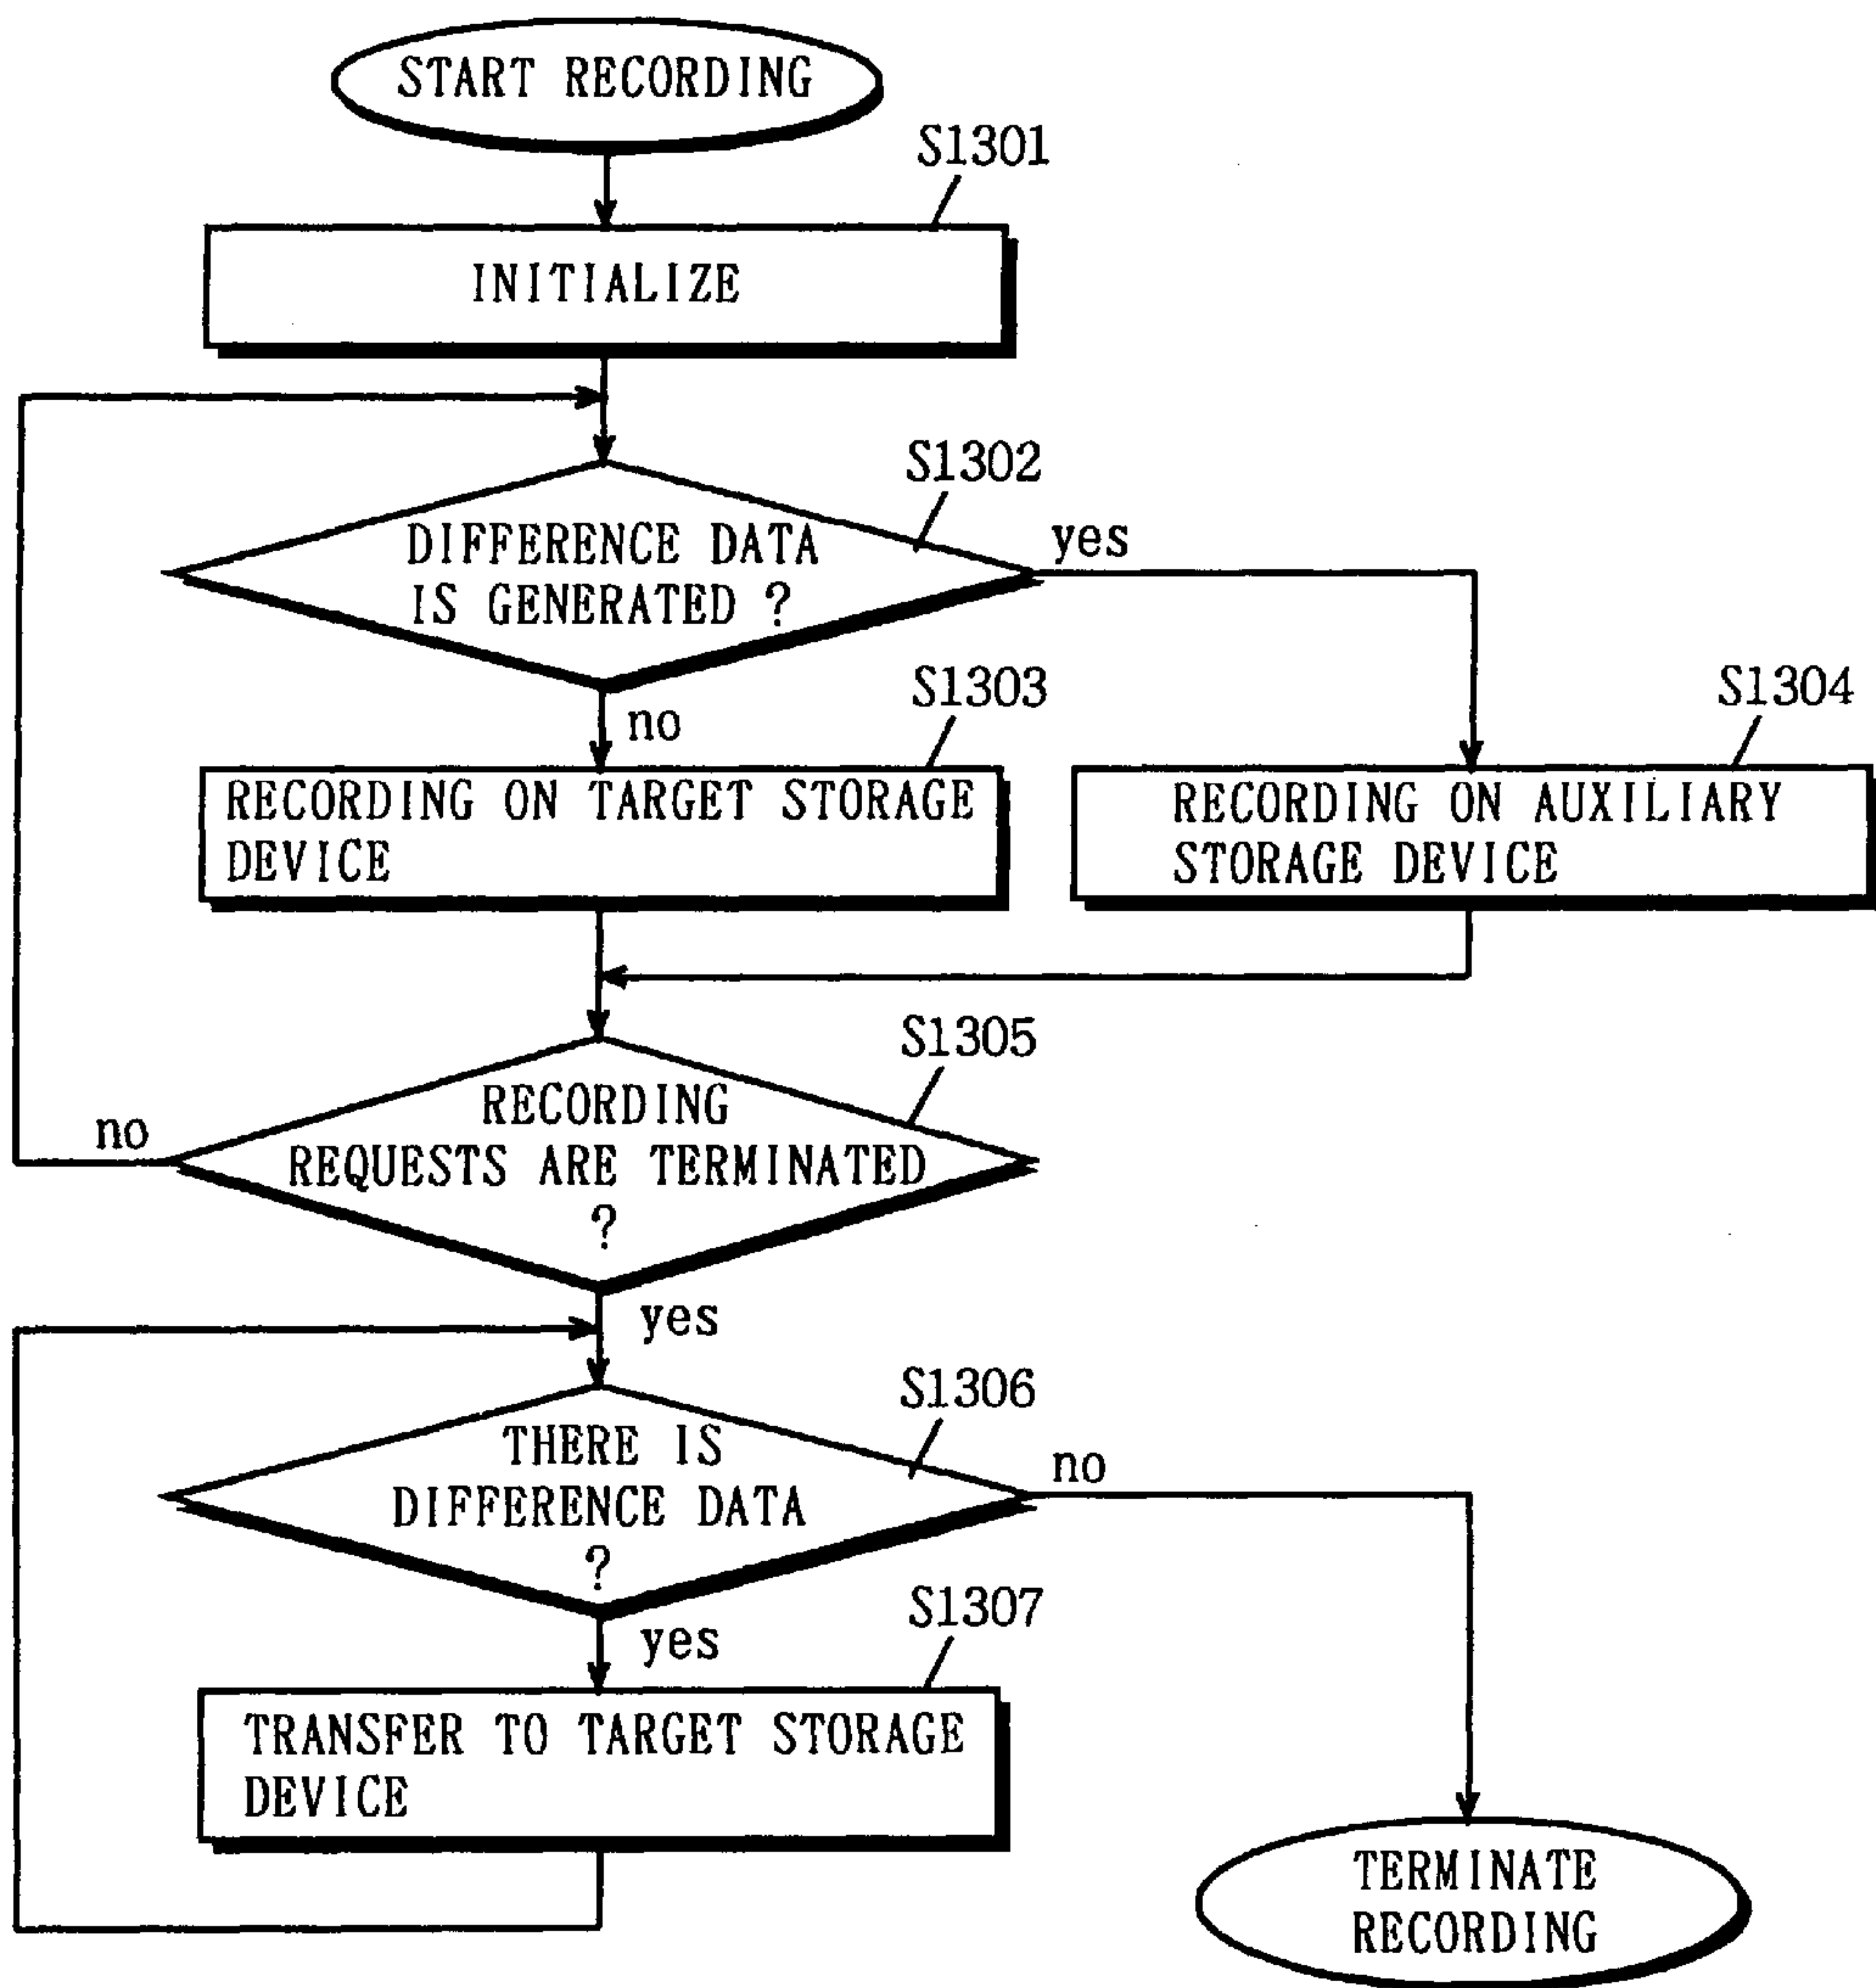 START RECORDING
S1301
INITIALIZE
S1302
DIFFERENCE DATA
IS GENERATED ?
yes
no
S1303
RECORDING ON TARGET STORAGE
DEVICE
S1304
RECORDING ON AUXILIARY
STORAGE DEVICE
S1305
RECORDING
REQUESTS ARE TERMINATED
?
no
yes
S1306
THERE IS
DIFFERENCE DATA
?
no
yes
S1307
TRANSFER TO TARGET STORAGE
DEVICE
TERMINATE
RECORDING